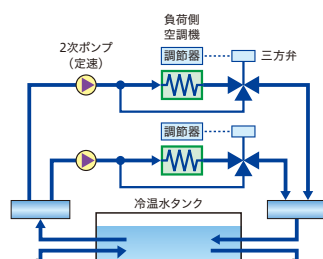 負荷側
空調機
2次ポンプ
(定速)
調節器
三方弁
調節器
冷温水タンク